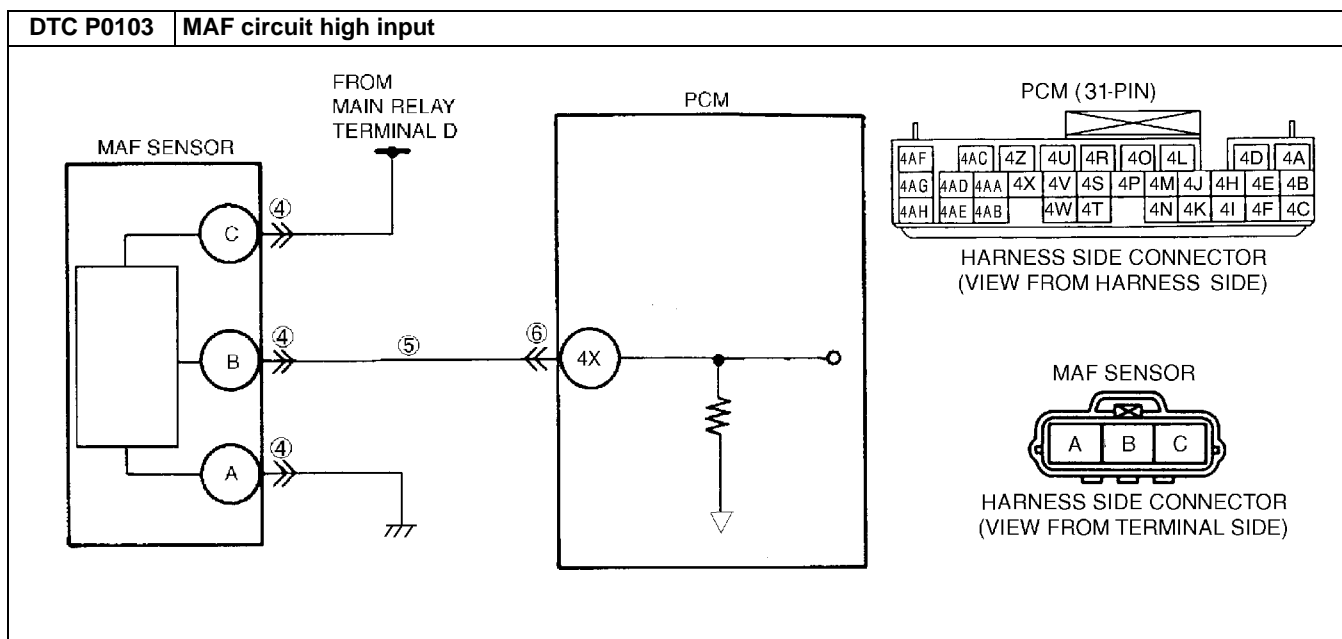 DTC P0103 MAF circuit high input
FROM
MAIN RELAY
TERMINAL D
MAF SENSOR
C
④
B
④
⑤
⑥
A
④
PCM
4X
PCM (31-PIN)
4AF 4AC 4Z 4U 4R 4O 4L 4D 4A
4AG 4AD 4AA 4X 4V 4S 4P 4M 4J 4H 4E 4B
4AH 4AE 4AB 4W 4T 4N 4K 4I 4F 4C
HARNESS SIDE CONNECTOR
(VIEW FROM HARNESS SIDE)
MAF SENSOR
A B C
HARNESS SIDE CONNECTOR
(VIEW FROM TERMINAL SIDE)